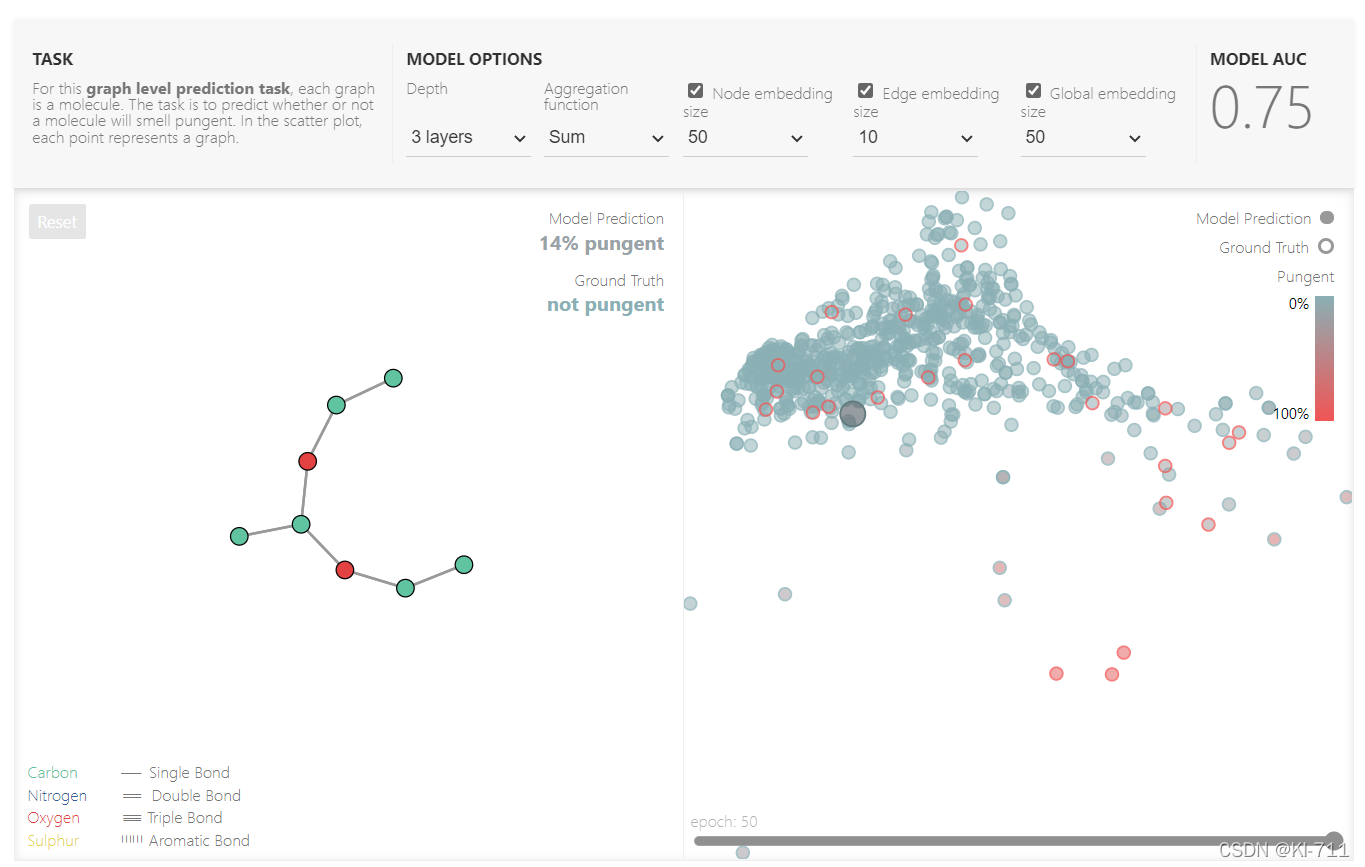 TASK
For this graph level prediction task, each graph
is a molecule. The task is to predict whether or not
a molecule will smell pungent. In the scatter plot,
each point represents a graph.
MODEL OPTIONS
Depth
3 layers
Aggregation
function
Sum
Node embedding
size
50
Edge embedding
size
10
Global embedding
size
50
MODEL AUC
0.75
Reset
Model Prediction
14% pungent
Ground Truth
not pungent
Carbon
Single Bond
Nitrogen
Double Bond
Oxygen
Triple Bond
Sulphur
Aromatic Bond
Model Prediction
Ground Truth
Pungent
0%
100%
epoch: 50
CSDN @KI-711